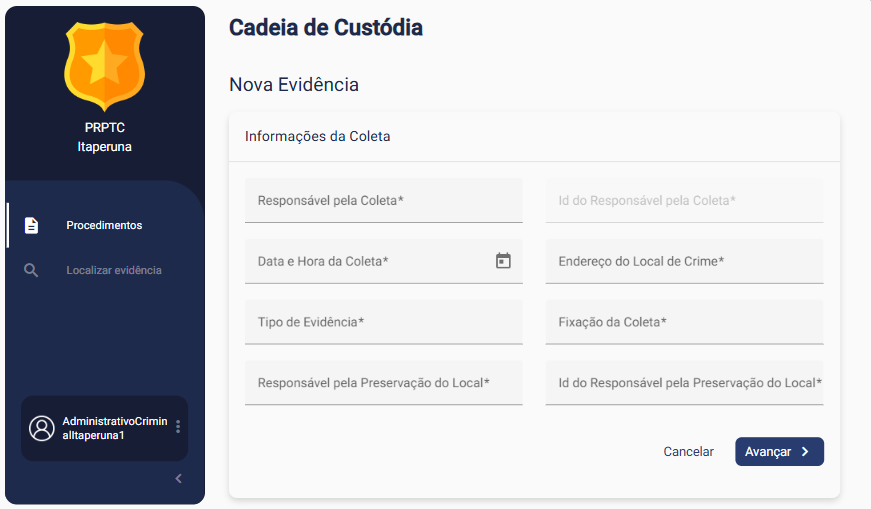 PRPTC
Itaperuna
Procedimentos
Localizar evidência
AdministrativoCrimin
alItaperuna1
Cadeia de Custódia
Nova Evidência
Informações da Coleta
Responsável pela Coleta*
Id do Responsável pela Coleta*
Data e Hora da Coleta*
Endereço do Local de Crime*
Tipo de Evidência*
Fixação da Coleta*
Responsável pela Preservação do Local*
Id do Responsável pela Preservação do Local*
Cancelar
Avançar